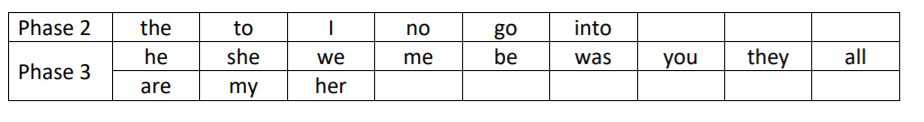 Phase 2 the to I no go into
Phase 3 he she we me be was you they all
are my her